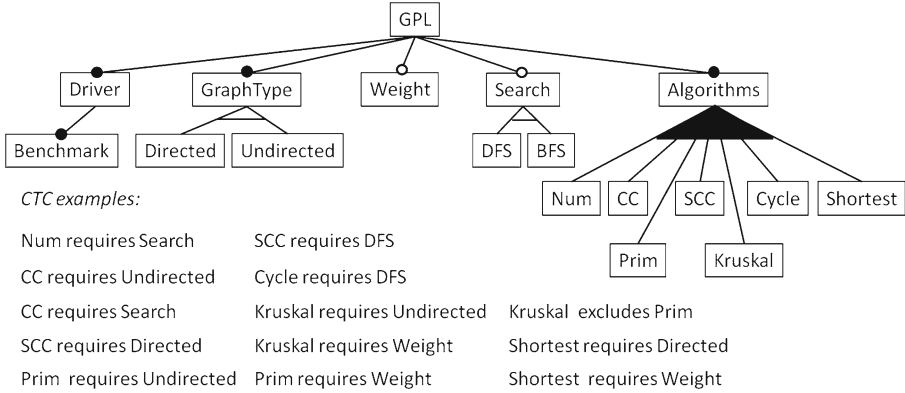 GPL
Driver GraphType Weight Search Algorithms
Benchmark Directed Undirected DFS BFS
Num CC SCC Cycle Shortest
Prim Kruskal
CTC examples:
Num requires Search SCC requires DFS
CC requires Undirected Cycle requires DFS
CC requires Search Kruskal requires Undirected Kruskal excludes Prim
SCC requires Directed Kruskal requires Weight Shortest requires Directed
Prim requires Undirected Prim requires Weight Shortest requires Weight